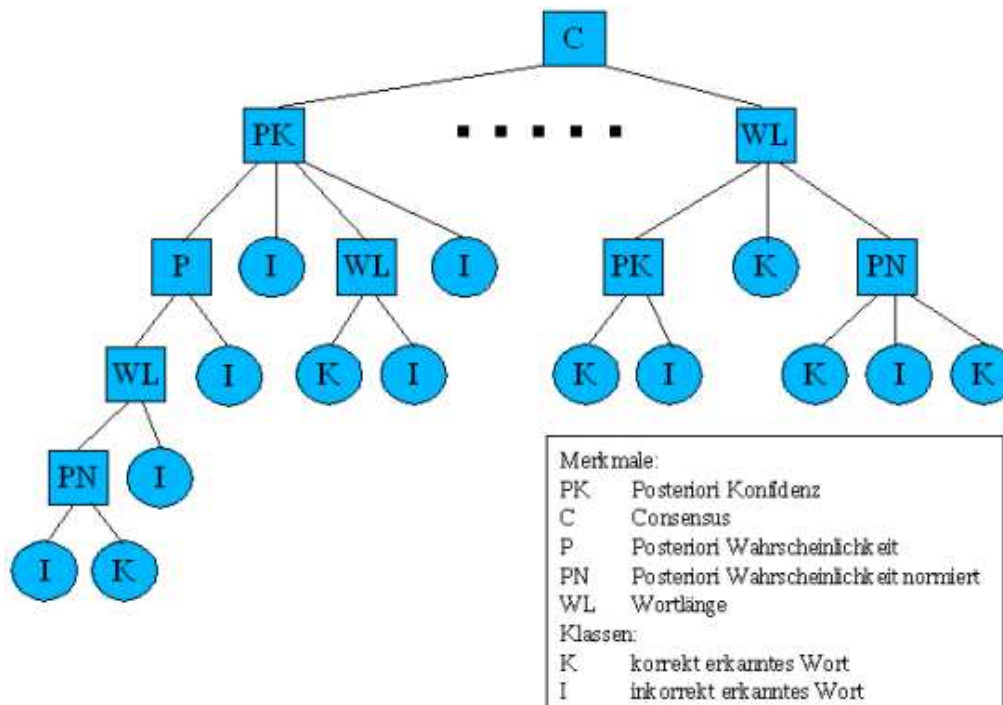 C
PK WL
P I WL I PK K PN
WL I K I K I K I K
PN I
I K
Merkmale:
PK Posteriori Konfidenz
C Consensus
P Posteriori Wahrscheinlichkeit
PN Posteriori Wahrscheinlichkeit normiert
WL Wortlänge
Klassen:
K korrekt erkanntes Wort
I inkorrekt erkanntes Wort